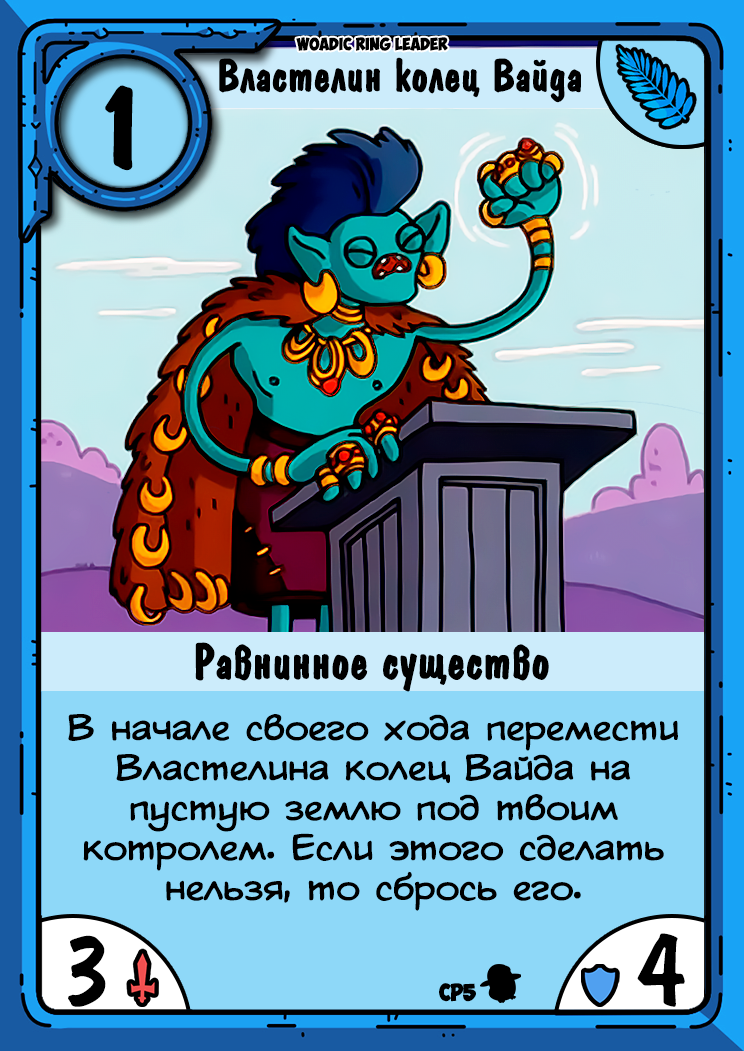 WOADIC RING LEADER
Властелин колец Вайда
1
Равнинное существо
В начале своего хода перемести
Властелина колец Вайда на
пустую землю под твоим
котролем. Если этого сделать
нельзя, то сбрось его.
3
CP5
4